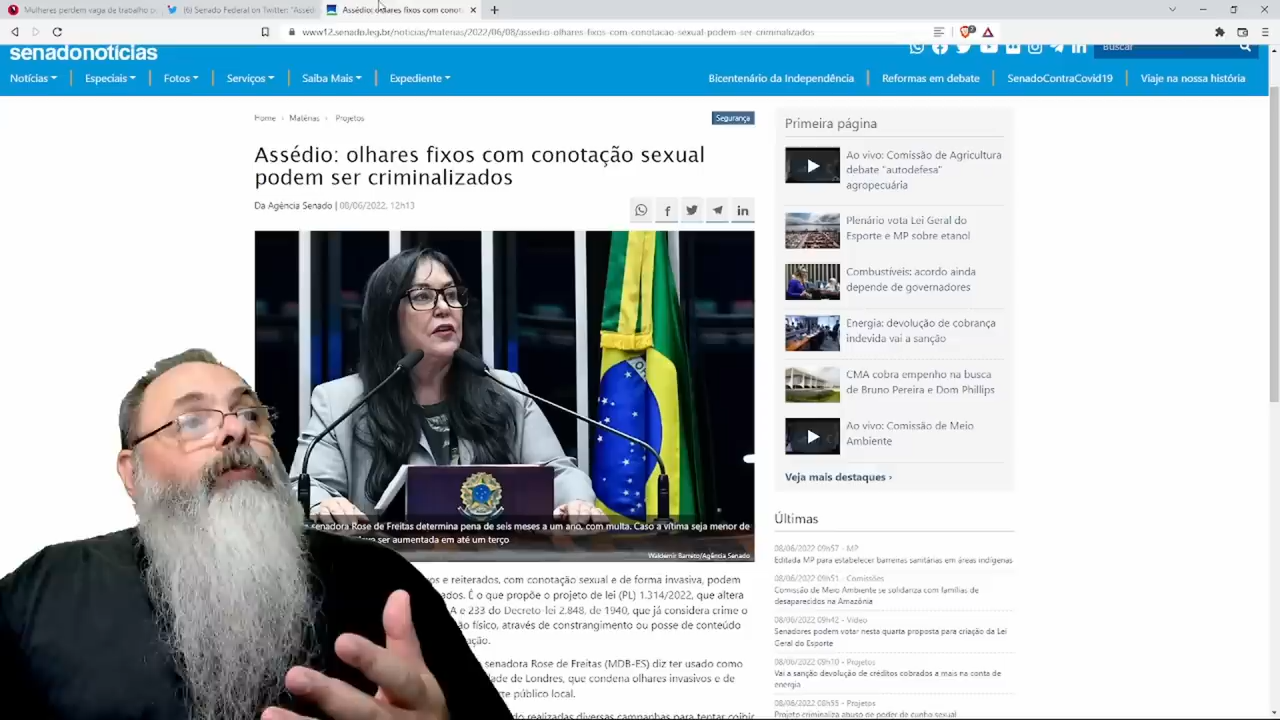 Mulheres perdem vaga de trabalho po
(6) Senado Federal on Twitter: "Asséd
Assédio: olhares fixos com conota
www12.senado.leg.br/noticias/materias/2022/06/08/assedio-olhares-fixos-com-conotacao-sexual-podem-ser-criminalizados
senadonotícias
Buscar
Notícias
Especiais
Fotos
Serviços
Saiba Mais
Expediente
Bicentenário da Independência
Reformas em debate
SenadoContraCovid19
Viaje na nossa história
Home › Matérias › Projetos
Segurança
Assédio: olhares fixos com conotação sexual
podem ser criminalizados
Da Agência Senado | 08/06/2022, 12h13
senadora Rose de Freitas determina pena de seis meses a um ano, com multa. Caso a vítima seja menor de
ser aumentada em até um terço
Waldemir Barreto/Agência Senado
e reiterados, com conotação sexual e de forma invasiva, podem
É o que propõe o projeto de lei (PL) 1.314/2022, que altera
A e 233 do Decreto-lei 2.848, de 1940, que já considera crime o
físico, através de constrangimento ou posse de conteúdo
senadora Rose de Freitas (MDB-ES) diz ter usado como
de Londres, que condena olhares invasivos e de
público local.
realizadas diversas campanhas para tentar coibir
Primeira página
Ao vivo: Comissão de Agricultura
debate "autodefesa"
agropecuária
Plenário vota Lei Geral do
Esporte e MP sobre etanol
Combustíveis: acordo ainda
depende de governadores
Energia: devolução de cobrança
indevida vai a sanção
CMA cobra empenho na busca
de Bruno Pereira e Dom Phillips
Ao vivo: Comissão de Meio
Ambiente
Veja mais destaques ›
Últimas
08/06/2022 09h57 - MP
Editada MP para estabelecer barreiras sanitárias em áreas indígenas
08/06/2022 09h51 - Comissões
Comissão de Meio Ambiente se solidariza com famílias de
desaparecidos na Amazônia
08/06/2022 09h42 - Vídeo
Senadores podem votar nesta quarta proposta para criação da Lei
Geral do Esporte
08/06/2022 09h10 - Projetos
Vai a sanção devolução de créditos cobrados a mais na conta de
energia
08/06/2022 08h55 - Projetos
Projeto criminaliza abuso de poder de cunho sexual